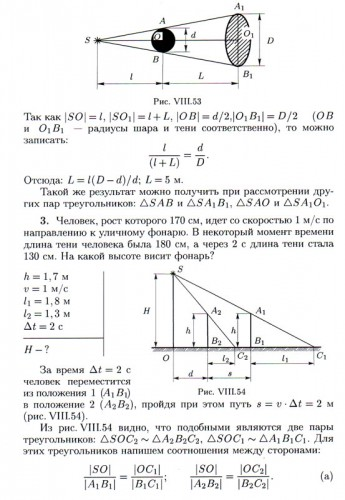 A₁
A
S
O
d
O₁
D
B
B₁
l
L
Рис. VIII.53
Так как |SO| = l, |SO₁| = l + L, |OB| = d/2, |O₁B₁| = D/2 (OB
и O₁B₁ — радиусы шара и тени соответственно), то можно
записать:
l/(l + L) = d/D.
Отсюда: L = l(D − d)/d; L = 5 м.
Такой же результат можно получить при рассмотрении дру-
гих пар треугольников: △SAB и △SA₁B₁, △SAO и △SA₁O₁.
3. Человек, рост которого 170 см, идет со скоростью 1 м/с по
направлению к уличному фонарю. В некоторый момент времени
длина тени человека была 180 см, а через 2 с длина тени стала
130 см. На какой высоте висит фонарь?
h = 1,7 м
v = 1 м/с
l₁ = 1,8 м
l₂ = 1,3 м
Δt = 2 с
H − ?
S
H
A₂
A₁
h
h
O
B₂
C₂
B₁
C₁
l₂
l₁
d
s
Рис. VIII.54
За время Δt = 2 с
человек переместится
из положения 1 (A₁B₁)
в положение 2 (A₂B₂), пройдя при этом путь s = v · Δt = 2 м
(рис. VIII.54).
Из рис. VIII.54 видно, что подобными являются две пары
треугольников: △SOC₂ ~ △A₂B₂C₂, △SOC₁ ~ △A₁B₁C₁. Для
этих треугольников напишем соотношения между сторонами:
|SO|/|A₁B₁| = |OC₁|/|B₁C₁|; |SO|/|A₂B₂| = |OC₂|/|B₂C₂|. (а)